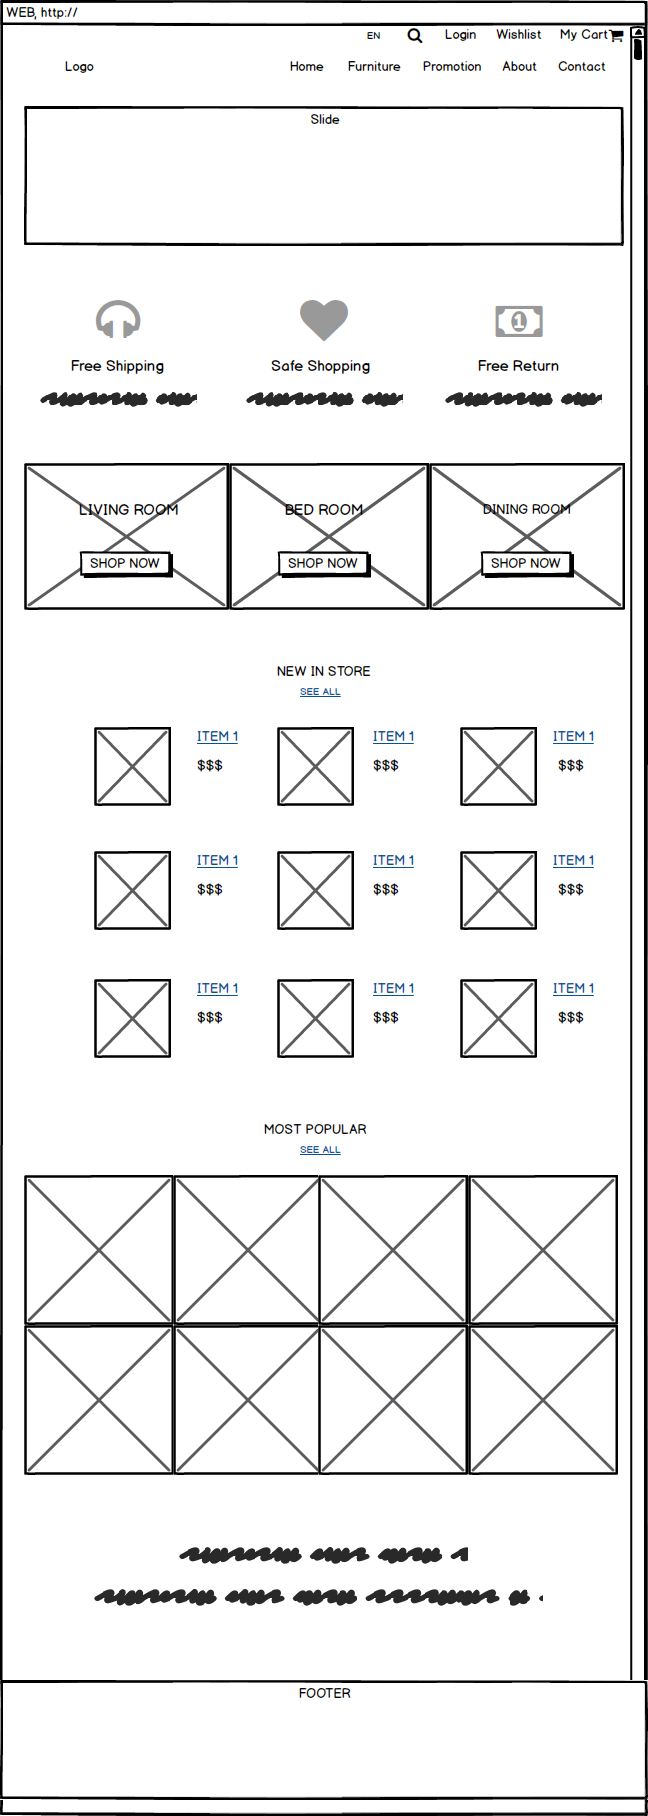 WEB, http://
EN Login Wishlist My Cart
Logo Home Furniture Promotion About Contact
Slide
Free Shipping Safe Shopping Free Return
LIVING ROOM BED ROOM DINING ROOM
SHOP NOW SHOP NOW SHOP NOW
NEW IN STORE
SEE ALL
ITEM 1 ITEM 1 ITEM 1
$$$ $$$ $$$
ITEM 1 ITEM 1 ITEM 1
$$$ $$$ $$$
ITEM 1 ITEM 1 ITEM 1
$$$ $$$ $$$
MOST POPULAR
SEE ALL
FOOTER